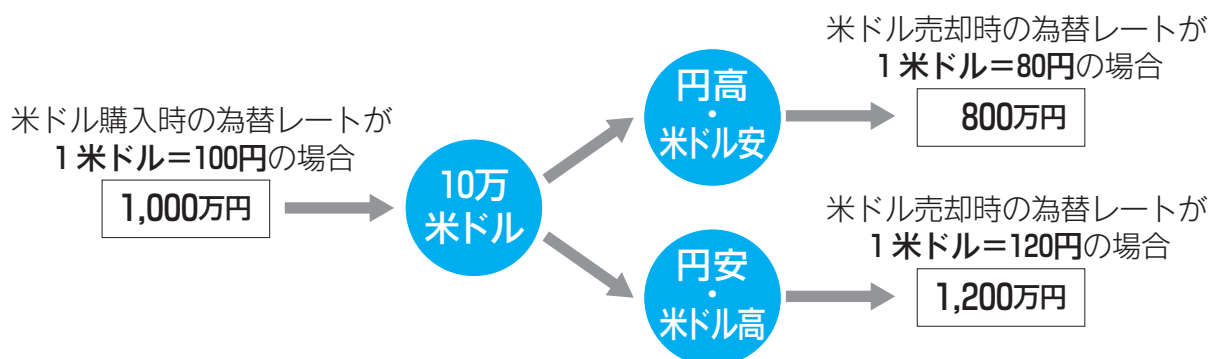 米ドル購入時の為替レートが
1米ドル＝100円の場合
1,000万円
10万
米ドル
円高
・
米ドル安
米ドル売却時の為替レートが
1米ドル＝80円の場合
800万円
円安
・
米ドル高
米ドル売却時の為替レートが
1米ドル＝120円の場合
1,200万円